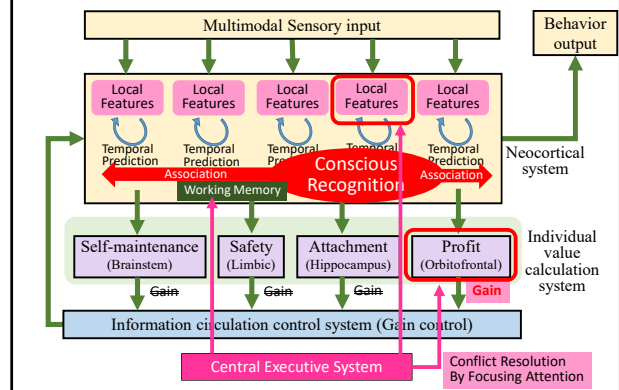 Multimodal Sensory input
Behavior
output
Local
Features
Local
Features
Local
Features
Local
Features
Local
Features
Temporal
Prediction
Temporal
Prediction
Temporal
Prediction
Temporal
Temporal
Prediction
Neocortical
system
Association
Conscious
Recognition
Association
Working Memory
Self-maintenance
(Brainstem)
Safety
(Limbic)
Attachment
(Hippocampus)
Profit
(Orbitofrontal)
Individual
value
calculation
system
Gain
Gain
Gain
Gain
Information circulation control system (Gain control)
Central Executive System
Conflict Resolution
By Focusing Attention